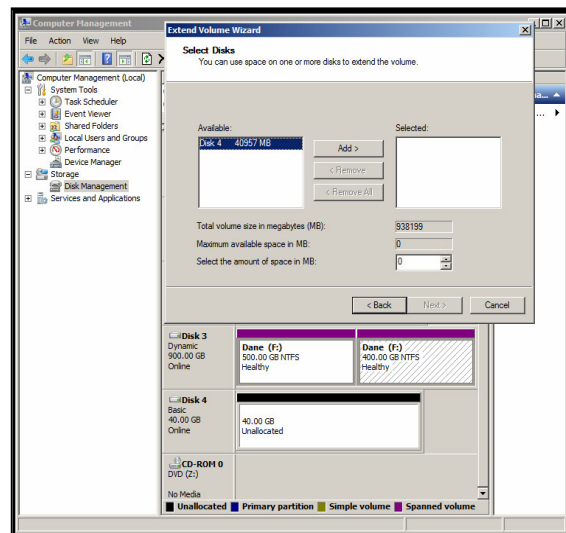 Computer Management
File Action View Help
Computer Management (Local)
System Tools
Task Scheduler
Event Viewer
Shared Folders
Local Users and Groups
Performance
Device Manager
Storage
Disk Management
Services and Applications
Extend Volume Wizard
Select Disks
You can use space on one or more disks to extend the volume.
Available:
Selected:
Disk 4 40957 MB
Add >
< Remove
< Remove All
Total volume size in megabytes (MB):
938199
Maximum available space in MB:
0
Select the amount of space in MB:
0
< Back
Next >
Cancel
Disk 3
Dynamic
900.00 GB
Online
Dane (F:)
500.00 GB NTFS
Healthy
Dane (F:)
400.00 GB NTFS
Healthy
Disk 4
Basic
40.00 GB
Online
40.00 GB
Unallocated
CD-ROM 0
DVD (Z:)
No Media
Unallocated Primary partition Simple volume Spanned volume